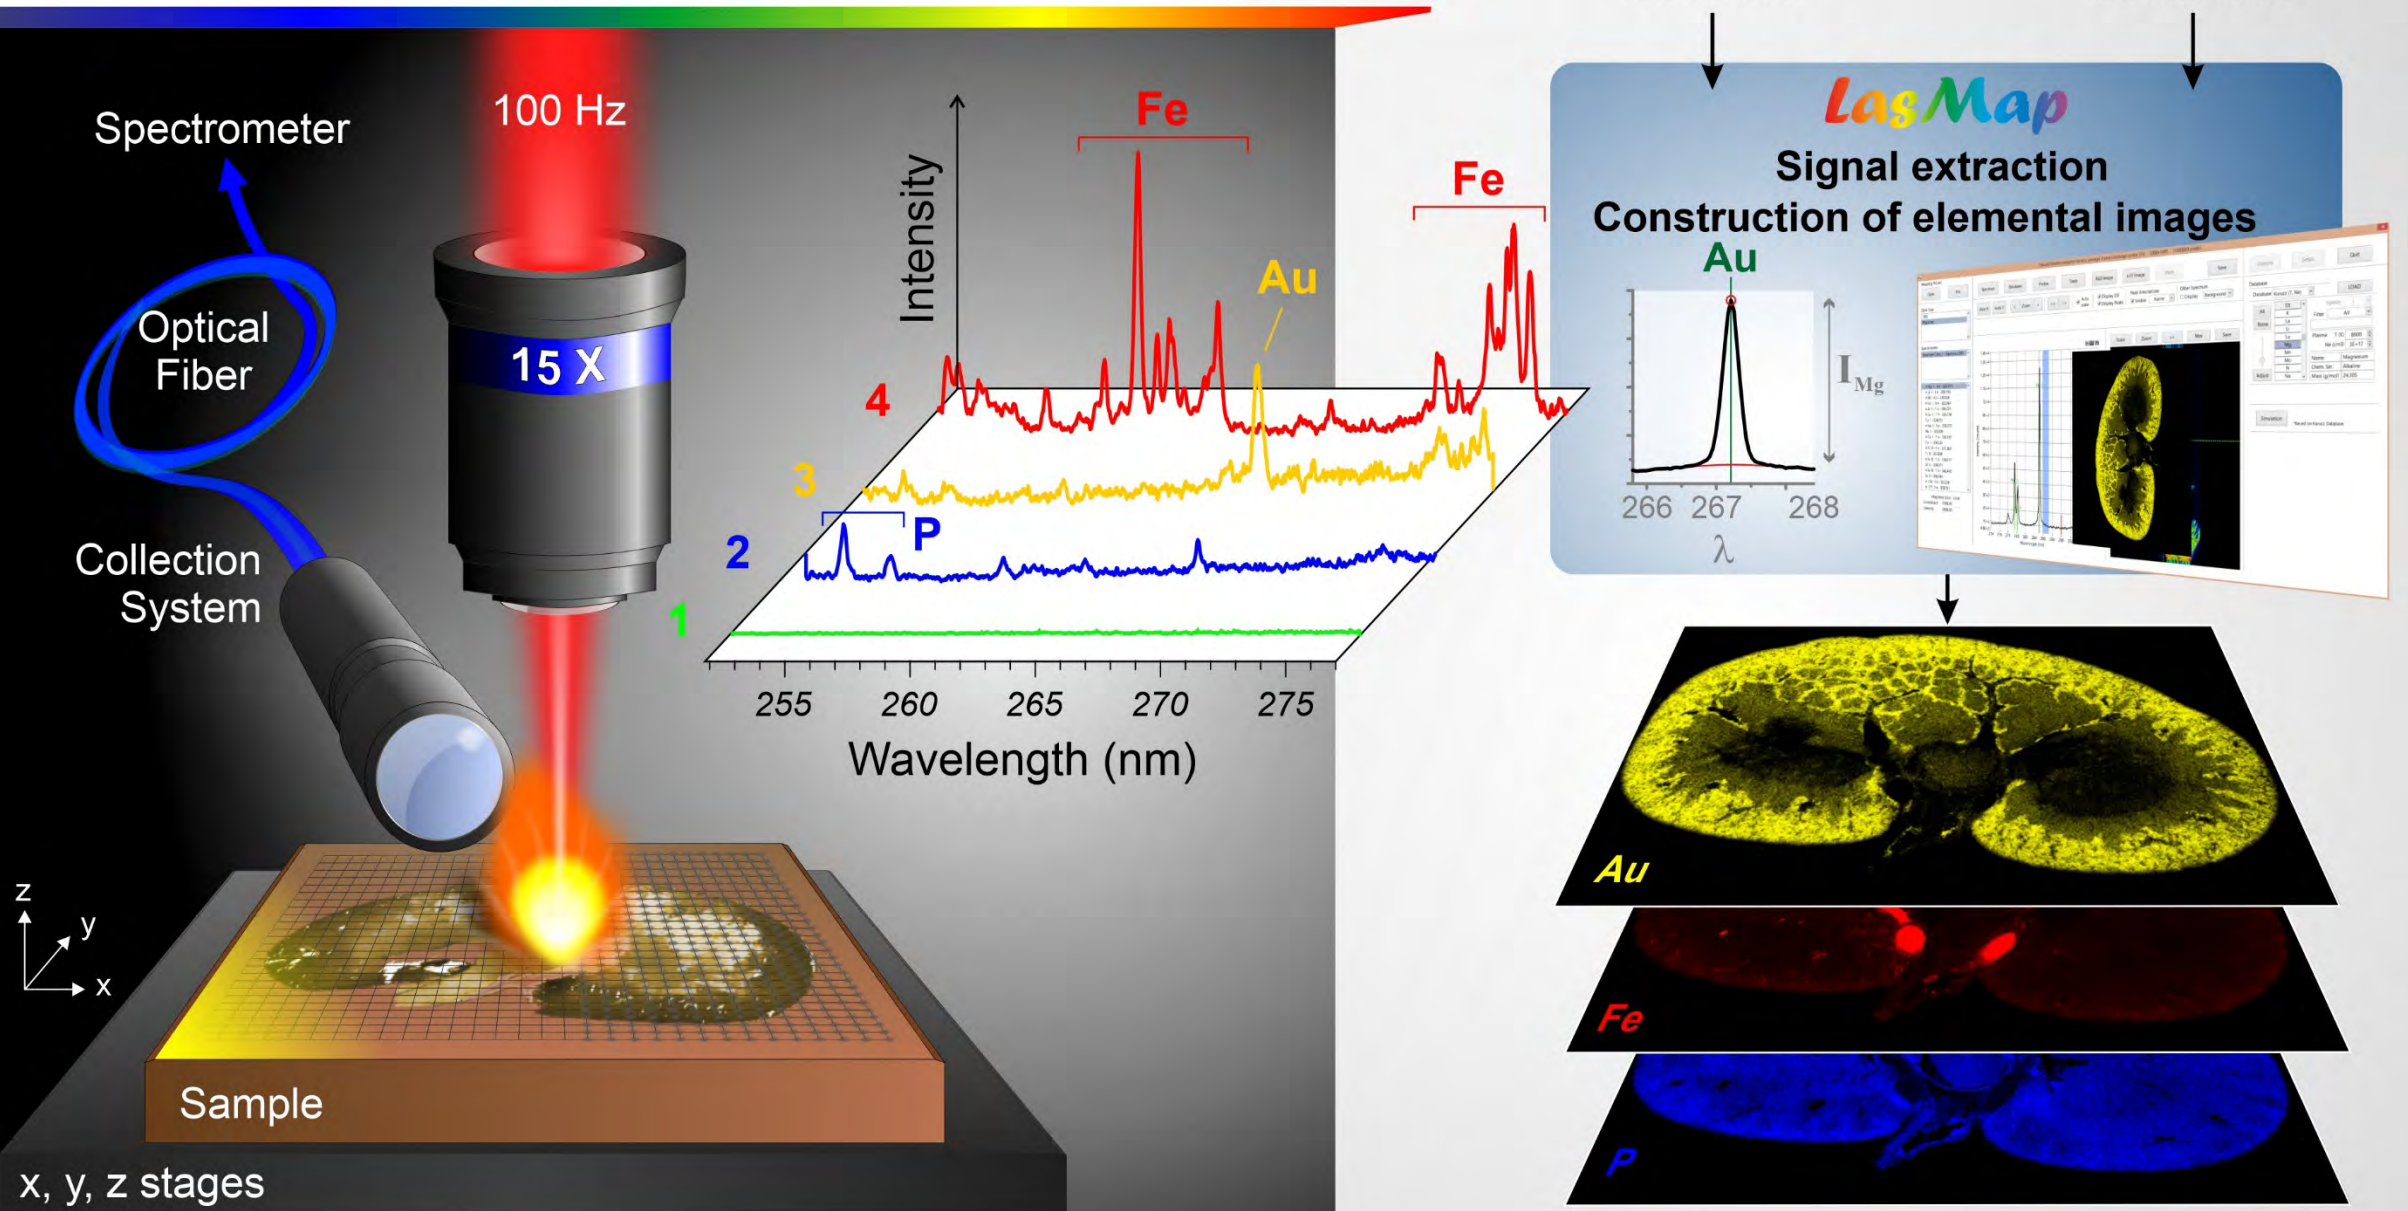 Spectrometer
100 Hz
Optical
Fiber
15 X
Collection
System
z
y
x
Sample
x, y, z stages
Intensity
Fe
Fe
Au
P
4
3
2
1
255 260 265 270 275
Wavelength (nm)
LasMap
Signal extraction
Construction of elemental images
Au
I Mg
266 267 268
λ
Au
Fe
P